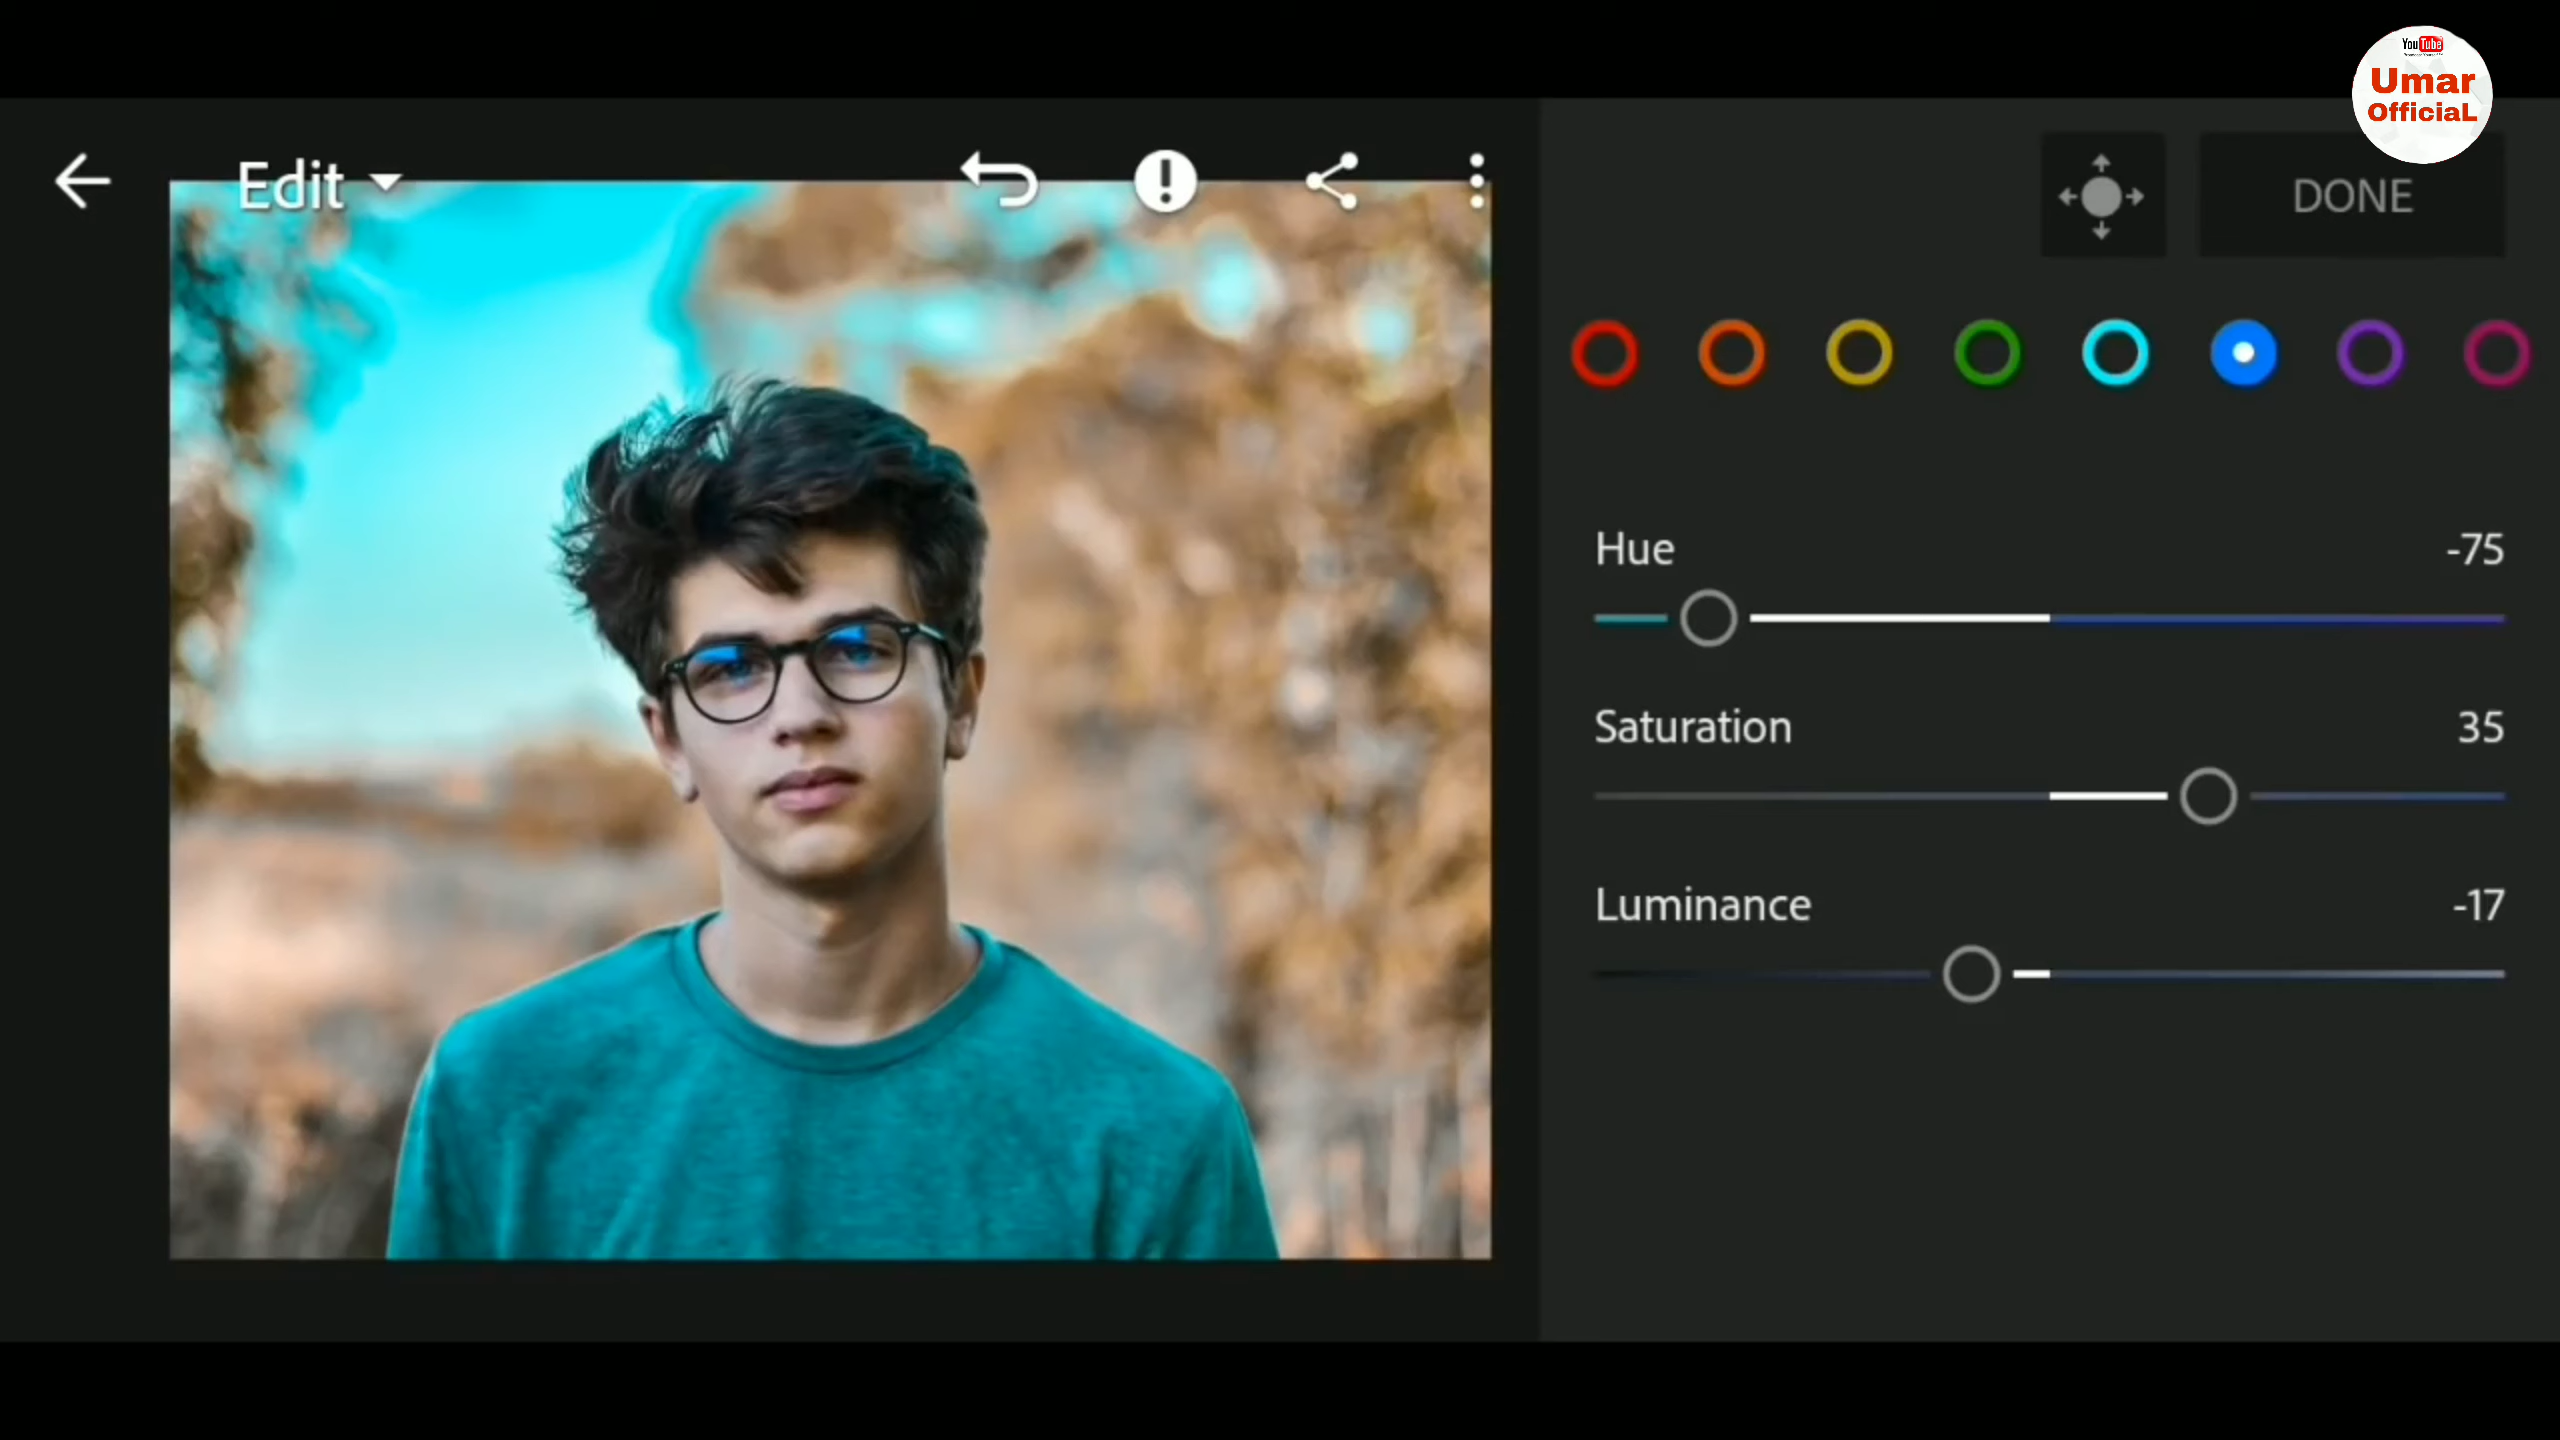 YouTube
Umar
OfficiaL
Edit
DONE
Hue -75
Saturation 35
Luminance -17